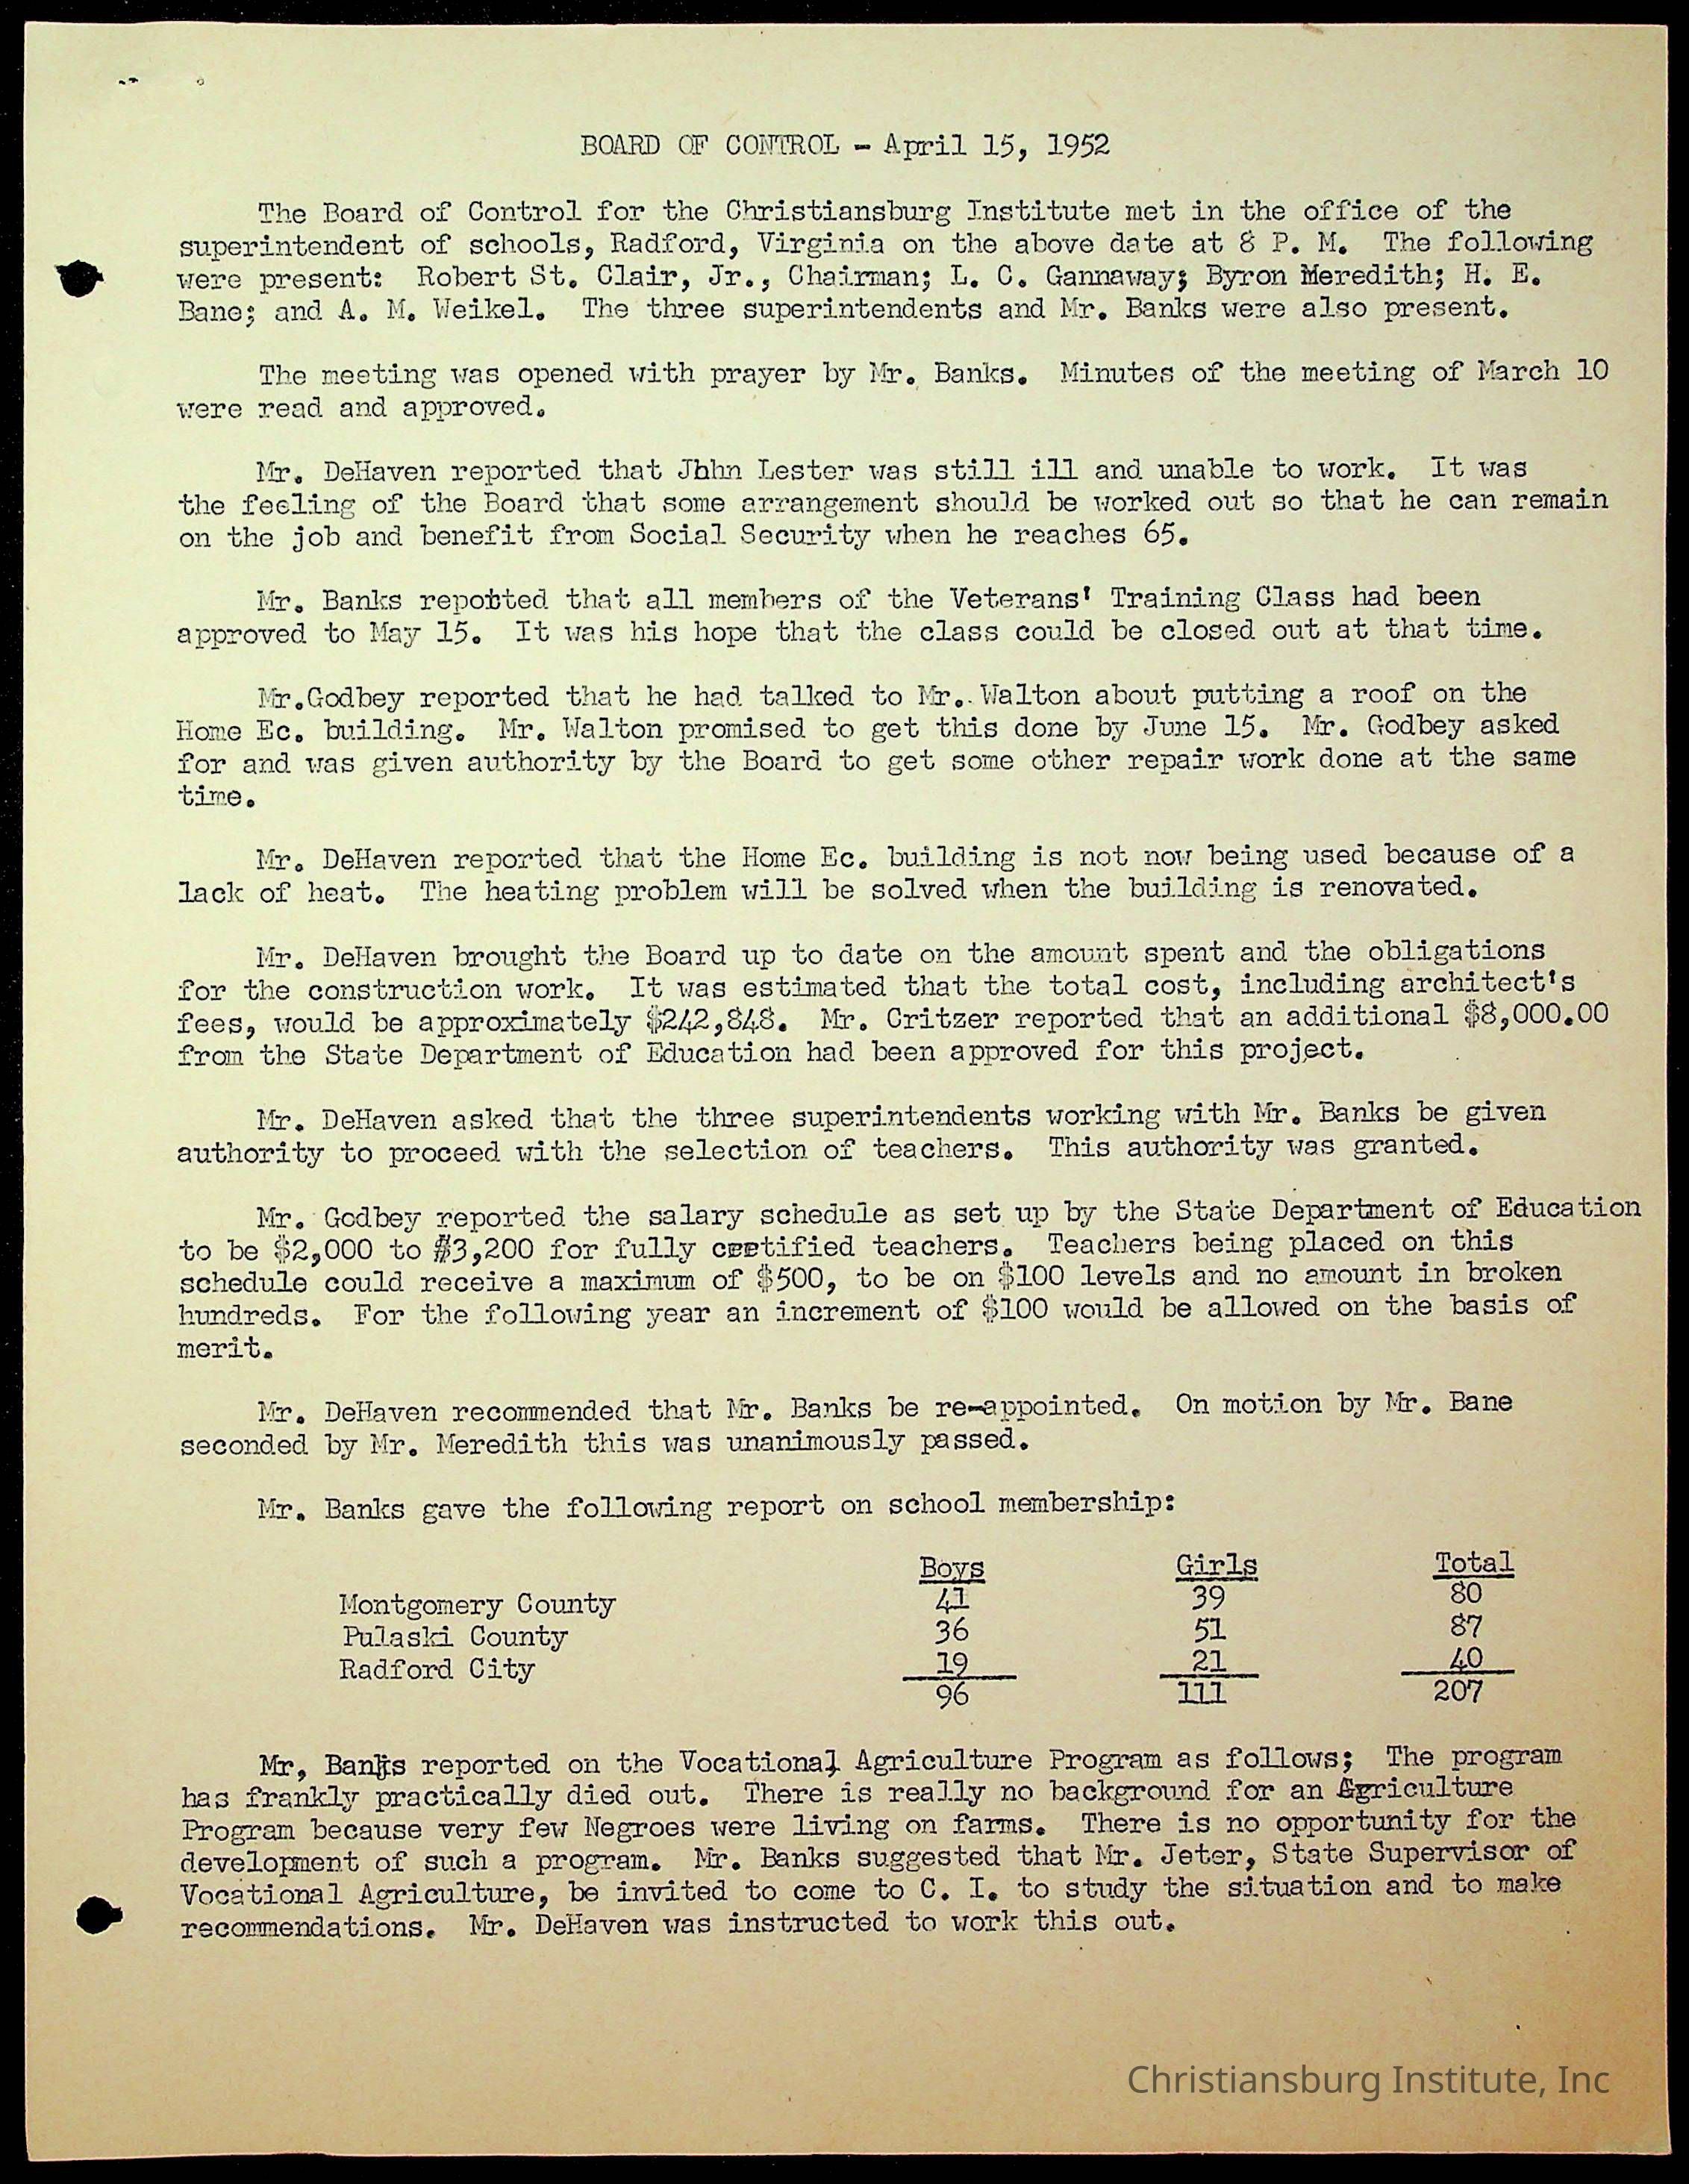 BOARD OF CONTROL - April 15, 1952
The Board of Control for the Christiansburg Institute met in the office of the
superintendent of schools, Radford, Virginia on the above date at 8 P. M. The following
were present: Robert St. Clair, Jr., Chairman; L. C. Gannaway; Byron Meredith; H. E.
Bane; and A. M. Weikel. The three superintendents and Mr. Banks were also present.
The meeting was opened with prayer by Mr. Banks. Minutes of the meeting of March 10
were read and approved.
Mr. DeHaven reported that Jhhn Lester was still ill and unable to work. It was
the feeling of the Board that some arrangement should be worked out so that he can remain
on the job and benefit from Social Security when he reaches 65.
Mr. Banks repotted that all members of the Veterans' Training Class had been
approved to May 15. It was his hope that the class could be closed out at that time.
Mr.Godbey reported that he had talked to Mr. Walton about putting a roof on the
Home Ec. building. Mr. Walton promised to get this done by June 15. Mr. Godbey asked
for and was given authority by the Board to get some other repair work done at the same
time.
Mr. DeHaven reported that the Home Ec. building is not now being used because of a
lack of heat. The heating problem will be solved when the building is renovated.
Mr. DeHaven brought the Board up to date on the amount spent and the obligations
for the construction work. It was estimated that the total cost, including architect's
fees, would be approximately $242,848. Mr. Critzer reported that an additional $8,000.00
from the State Department of Education had been approved for this project.
Mr. DeHaven asked that the three superintendents working with Mr. Banks be given
authority to proceed with the selection of teachers. This authority was granted.
Mr. Godbey reported the salary schedule as set up by the State Department of Education
to be $2,000 to $3,200 for fully certified teachers. Teachers being placed on this
schedule could receive a maximum of $500, to be on $100 levels and no amount in broken
hundreds. For the following year an increment of $100 would be allowed on the basis of
merit.
Mr. DeHaven recommended that Mr. Banks be re-appointed. On motion by Mr. Bane
seconded by Mr. Meredith this was unanimously passed.
Mr. Banks gave the following report on school membership:
Boys Girls Total
Montgomery County 41 39 80
Pulaski County 36 51 87
Radford City 19 21 40
96 111 207
Mr, Banks reported on the Vocational Agriculture Program as follows; The program
has frankly practically died out. There is really no background for an Agriculture
Program because very few Negroes were living on farms. There is no opportunity for the
development of such a program. Mr. Banks suggested that Mr. Jeter, State Supervisor of
Vocational Agriculture, be invited to come to C. I. to study the situation and to make
recommendations. Mr. DeHaven was instructed to work this out.
Christiansburg Institute, Inc